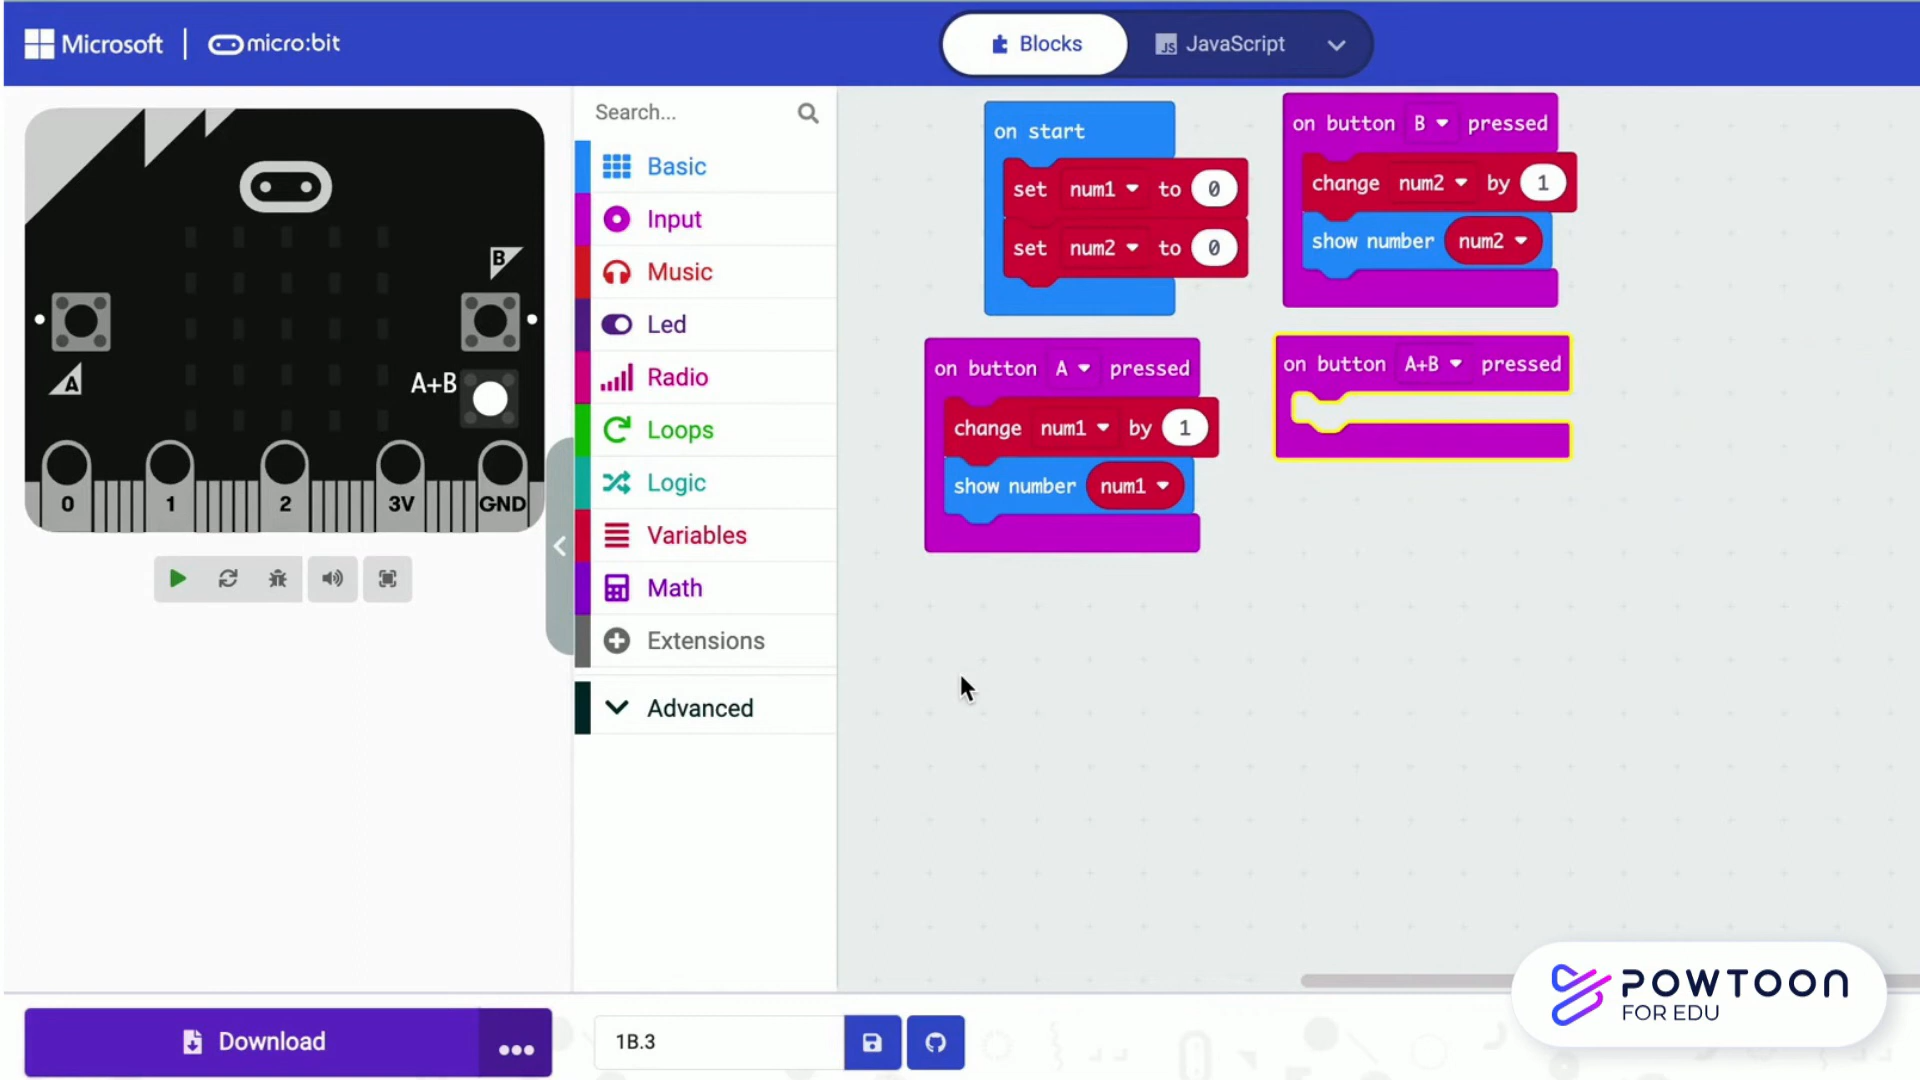 Microsoft | micro:bit
Blocks
JS JavaScript
B
A
A+B
0 1 2 3V GND
Search...
Basic
Input
Music
Led
Radio
Loops
Logic
Variables
Math
Extensions
Advanced
on start
set num1 to 0
set num2 to 0
on button B pressed
change num2 by 1
show number num2
on button A pressed
change num1 by 1
show number num1
on button A+B pressed
Download
1B.3
POWTOON
FOR EDU